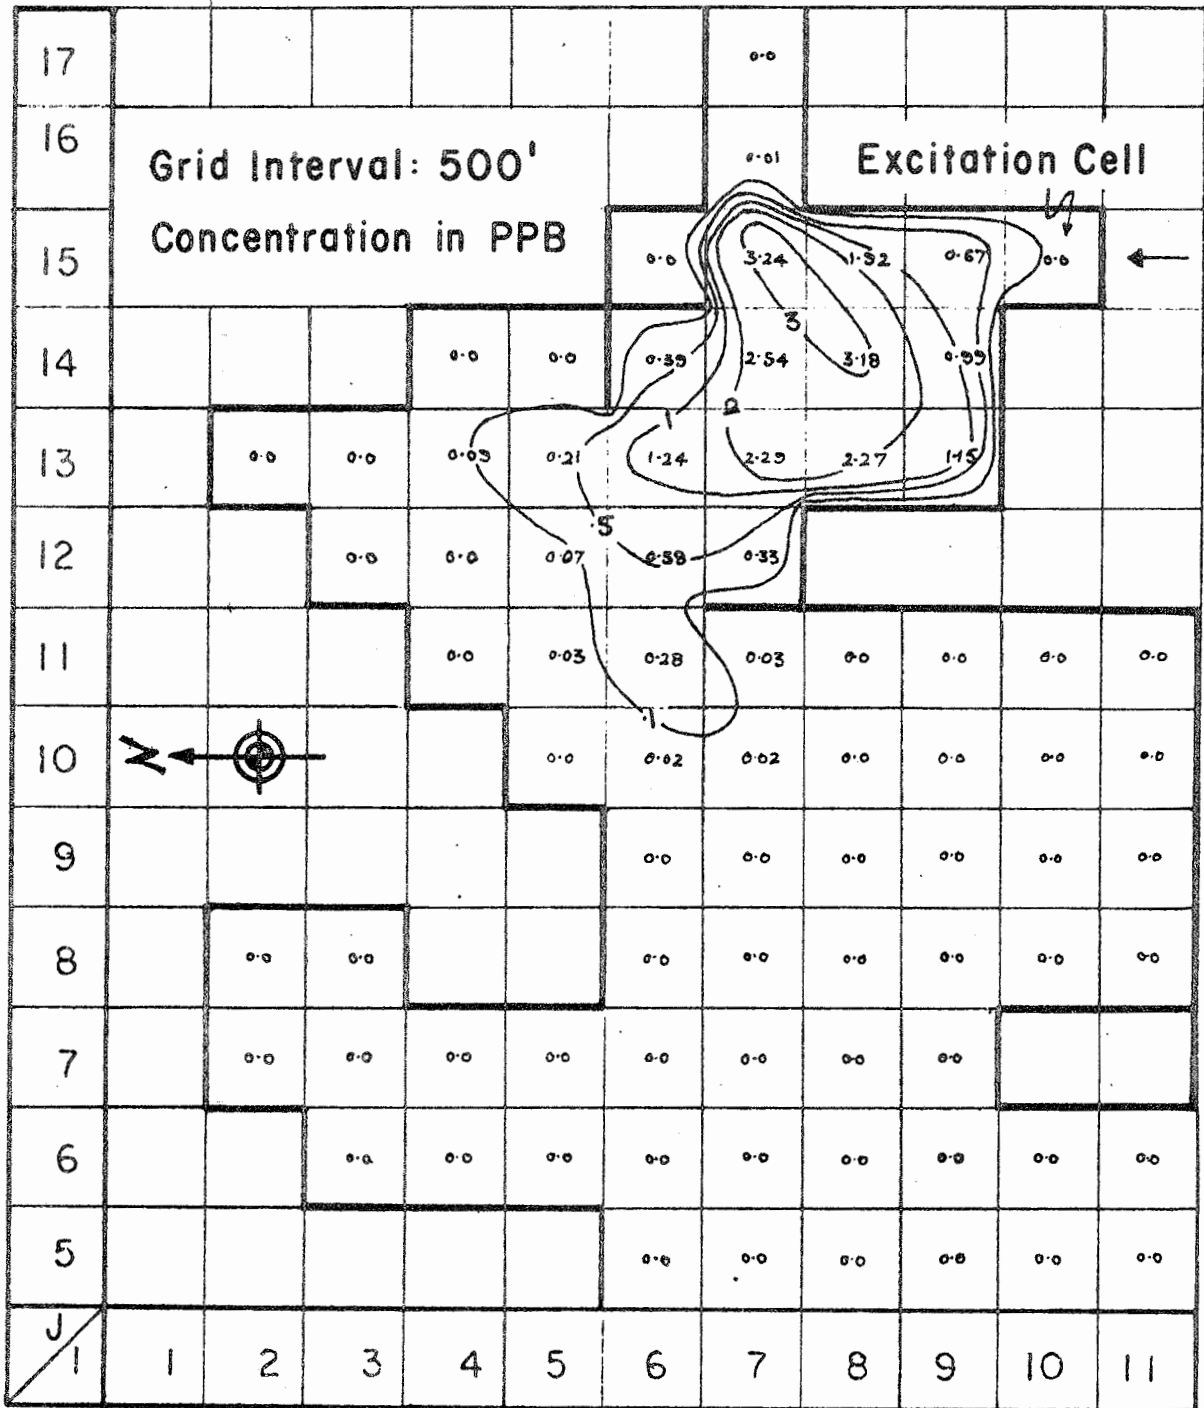 17 0.0
16 0.01
Grid Interval: 500'
Excitation Cell
Concentration in PPB
15 0.0 3.24 1.92 0.67 0.0
3
14 0.0 0.0 0.39 2.54 3.18 0.99
1 2
13 0.0 0.0 0.09 0.21 1.24 2.29 2.27 1.15
.5
12 0.0 0.0 0.07 0.38 0.33
11 0.0 0.03 0.28 0.03 0.0 0.0 0.0 0.0
.1
10 N 0.0 0.02 0.02 0.0 0.0 0.0 0.0
9 0.0 0.0 0.0 0.0 0.0 0.0
8 0.0 0.0 0.0 0.0 0.0 0.0 0.0 0.0
7 0.0 0.0 0.0 0.0 0.0 0.0 0.0 0.0
6 0.0 0.0 0.0 0.0 0.0 0.0 0.0 0.0 0.0
5 0.0 0.0 0.0 0.0 0.0 0.0
J
I 1 2 3 4 5 6 7 8 9 10 11